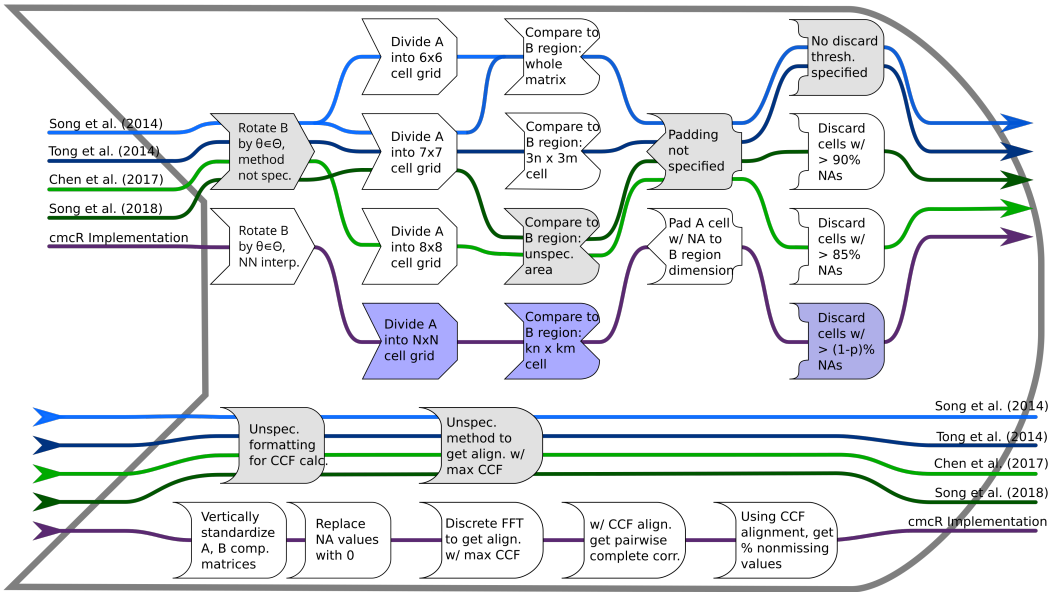 Song et al. (2014)
Tong et al. (2014)
Chen et al. (2017)
Song et al. (2018)
cmcR Implementation
Rotate B
by θ∊Θ,
method
not spec.
Rotate B
by θ∊Θ,
NN interp.
Divide A
into 6x6
cell grid
Divide A
into 7x7
cell grid
Divide A
into 8x8
cell grid
Divide A
into NxN
cell grid
Compare to
B region:
whole
matrix
Compare to
B region:
3n x 3m
cell
Compare to
B region:
unspec.
area
Compare to
B region:
kn x km
cell
Padding
not
specified
Pad A cell
w/ NA to
B region
dimension
No discard
thresh.
specified
Discard
cells w/
> 90%
NAs
Discard
cells w/
> 85%
NAs
Discard
cells w/
> (1-p)%
NAs
Unspec.
formatting
for CCF calc.
Unspec.
method to
get align. w/
max CCF
Song et al. (2014)
Tong et al. (2014)
Chen et al. (2017)
Song et al. (2018)
cmcR Implementation
Vertically
standardize
A, B comp.
matrices
Replace
NA values
with 0
Discrete FFT
to get align.
w/ max CCF
w/ CCF align.
get pairwise
complete corr.
Using CCF
alignment, get
% nonmissing
values